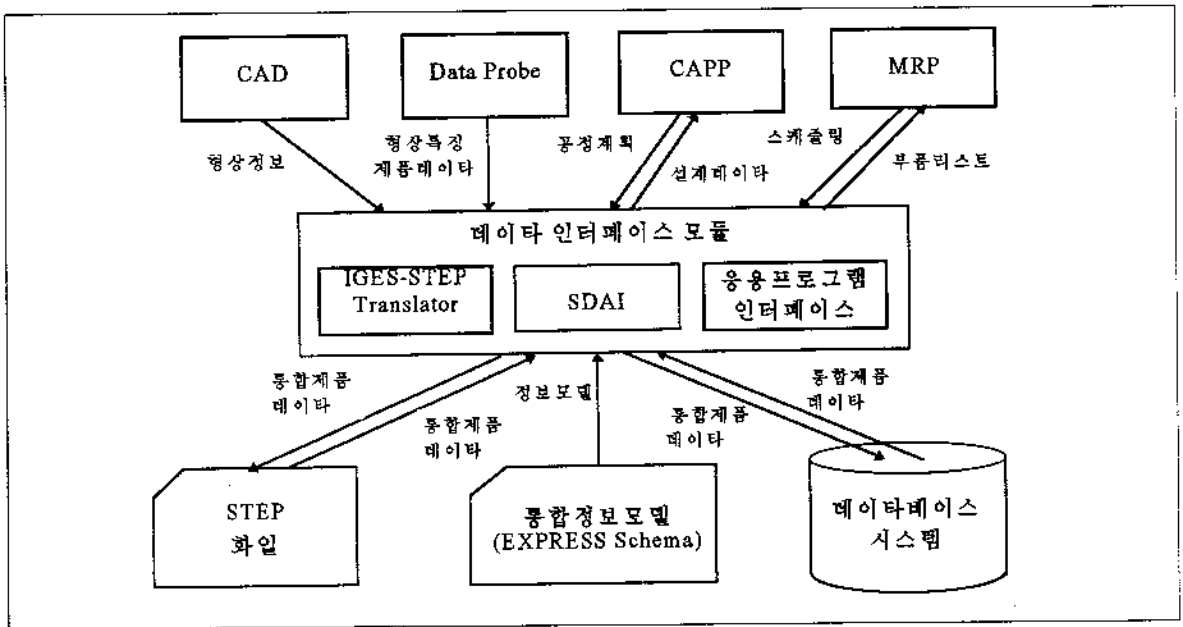 CAD
Data Probe
CAPP
MRP
형상정보
형상특징
제품데이타
공정계획
설계데이타
스케쥴링
부품리스트
데이타 인터페이스 모듈
IGES-STEP
Translator
SDAI
응용프로그램
인터페이스
통합제품
데이타
통합제품
데이타
정보모델
통합제품
데이타
통합제품
데이타
STEP
화일
통합정보모델
(EXPRESS Schema)
데이타베이스
시스템